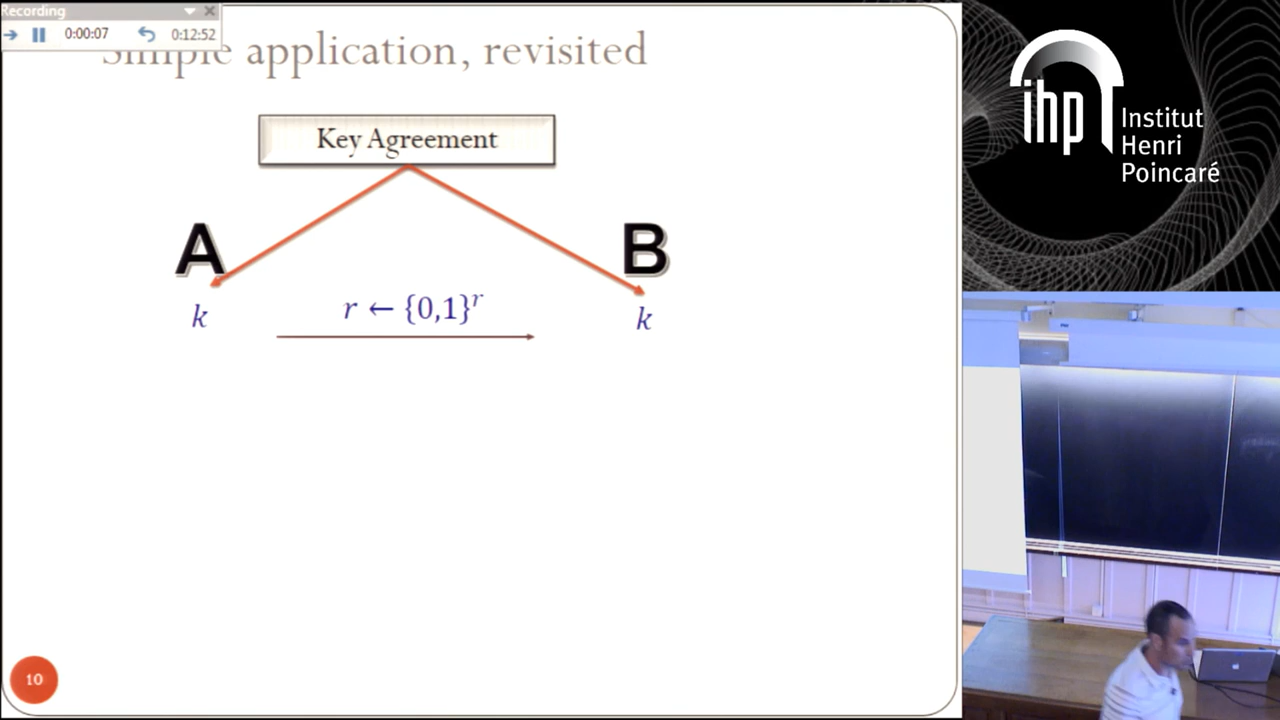 Recording
0:00:07
0:12:52
Simple application, revisited
Key Agreement
A
B
k
r ← {0,1}^r
k
10
ihp
Institut
Henri
Poincaré